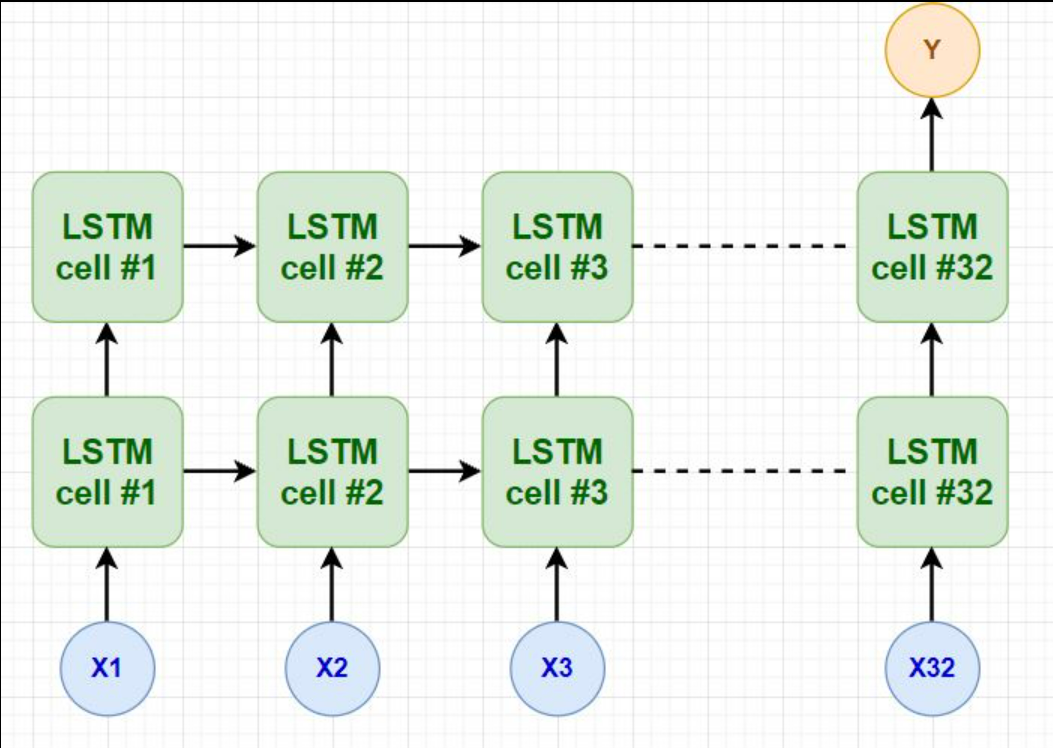 Y
LSTM
cell #1
LSTM
cell #2
LSTM
cell #3
LSTM
cell #32
LSTM
cell #1
LSTM
cell #2
LSTM
cell #3
LSTM
cell #32
X1
X2
X3
X32